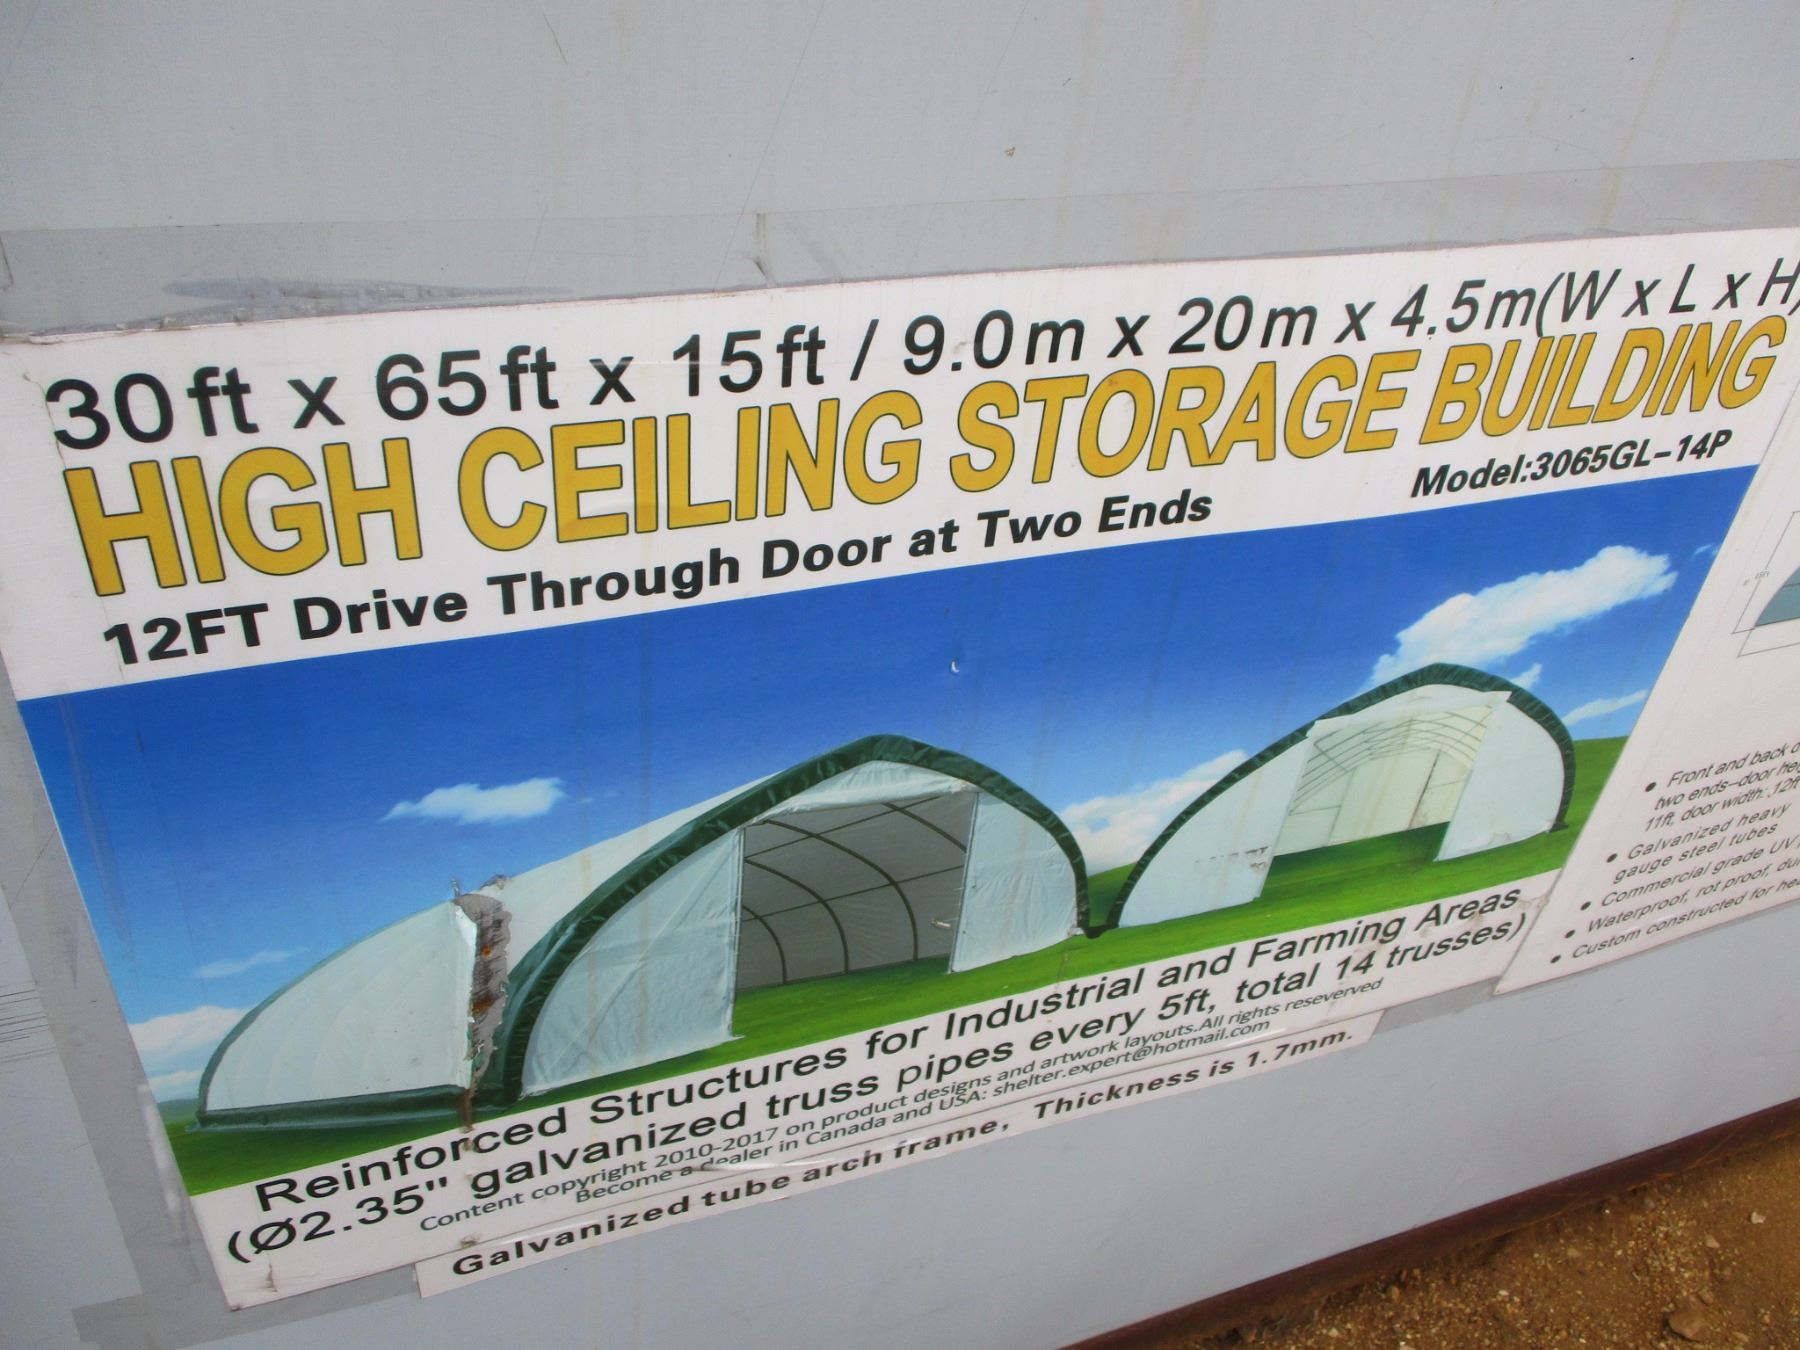 30ft x 65ft x 15ft / 9.0m x 20m x 4.5m(W x L x H)
HIGH CEILING STORAGE BUILDING
12FT Drive Through Door at Two Ends
Model:3065GL-14P
Reinforced Structures for Industrial and Farming Areas
(Ø2.35" galvanized truss pipes every 5ft, total 14 trusses)
Content copyright 2010-2017 on product designs and artwork layouts.All rights reseverved
Become a dealer in Canada and USA: shelter.expert@hotmail.com
Galvanized tube arch frame, Thickness is 1.7mm.
• Front and back
two ends-door
11ft, door width: 12ft
• Galvanized heavy
gauge steel tubes
• Commercial grade UV
• Waterproof, rot proof,
• Custom constructed for